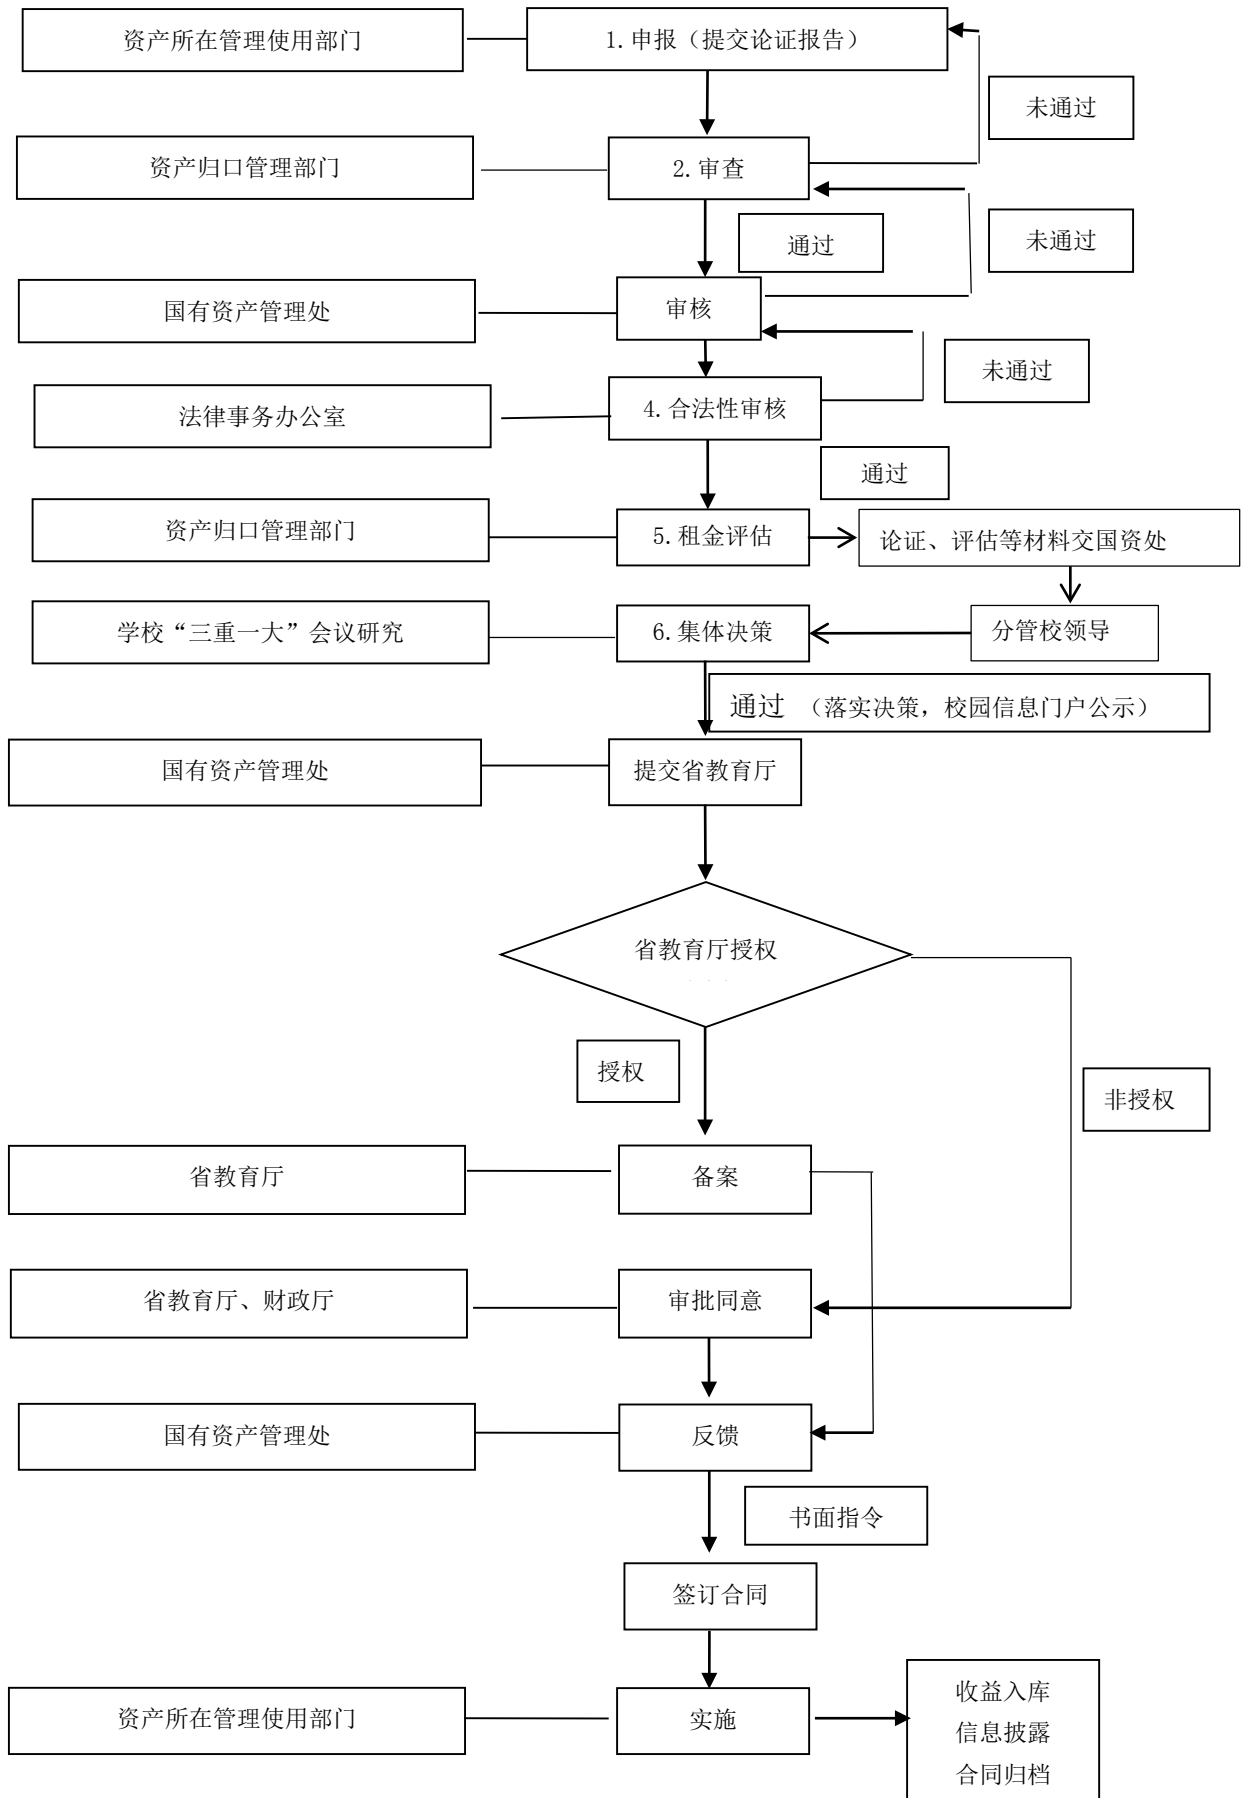 资产所在管理使用部门
1.申报（提交论证报告）
未通过
资产归口管理部门
2.审查
未通过
通过
国有资产管理处
审核
未通过
法律事务办公室
4.合法性审核
通过
资产归口管理部门
5.租金评估
论证、评估等材料交国资处
学校“三重一大”会议研究
6.集体决策
分管校领导
通过 （落实决策，校园信息门户公示）
国有资产管理处
提交省教育厅
省教育厅授权
授权
非授权
省教育厅
备案
省教育厅、财政厅
审批同意
国有资产管理处
反馈
书面指令
签订合同
资产所在管理使用部门
实施
收益入库
信息披露
合同归档